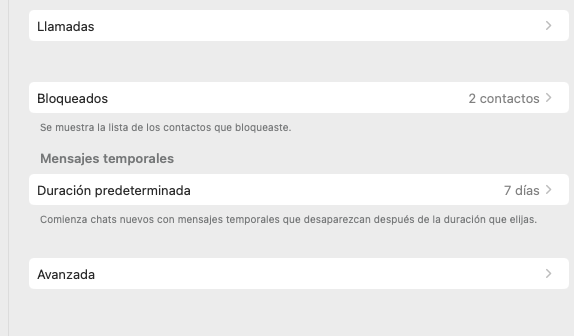 Llamadas
Bloqueados 2 contactos
Se muestra la lista de los contactos que bloqueaste.
Mensajes temporales
Duración predeterminada 7 días
Comienza chats nuevos con mensajes temporales que desaparezcan después de la duración que elijas.
Avanzada